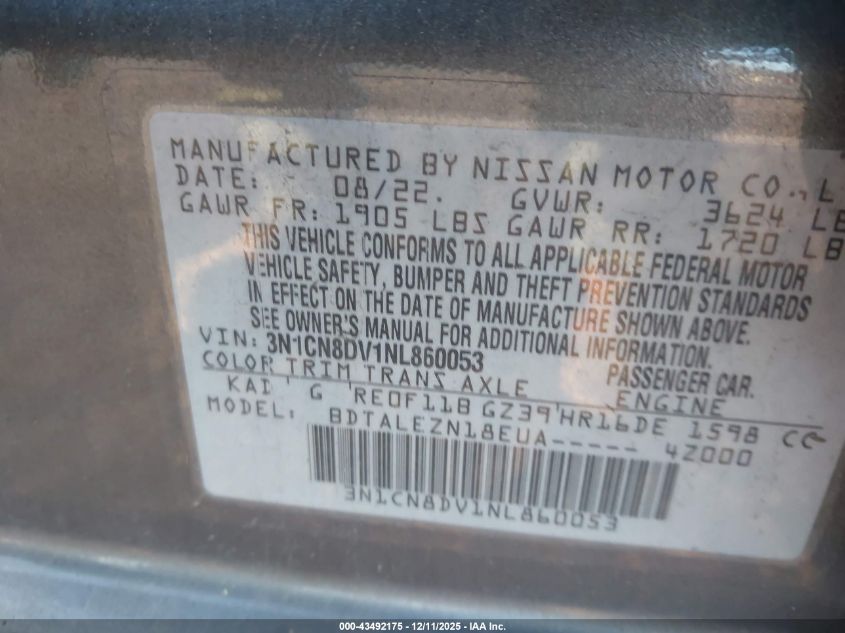 MANUFACTURED BY NISSAN MOTOR CO., L
DATE: 08/22. GVWR: 3624 LB
GAWR FR: 1905 LBS GAWR RR: 1720 LB
THIS VEHICLE CONFORMS TO ALL APPLICABLE FEDERAL MOTOR
VEHICLE SAFETY, BUMPER AND THEFT PREVENTION STANDARDS
IN EFFECT ON THE DATE OF MANUFACTURE SHOWN ABOVE.
SEE OWNER'S MANUAL FOR ADDITIONAL INFORMATION.
VIN: 3N1CN8DV1NL860053 PASSENGER CAR.
COLOR TRIM TRANS AXLE ENGINE
KAD ' G 'RE0F11B GZ39'HR16DE 1598 CC
MODEL: BDTALEZN18EUA----- 4Z000
3N1CN8DV1NL860053
000-43492175 - 12/11/2025 - IAA Inc.